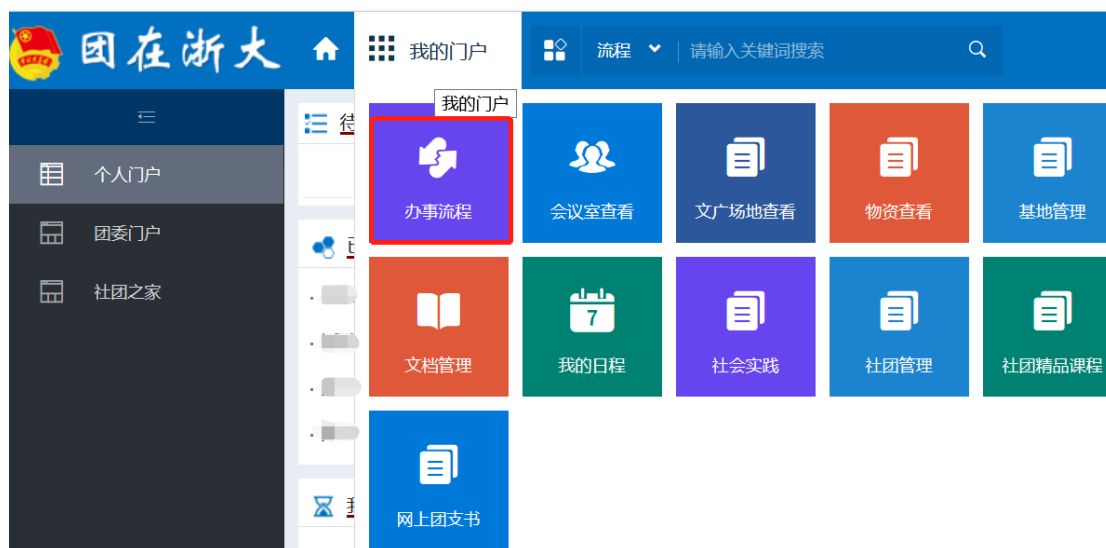 团在浙大
我的门户
流程
请输入关键词搜索
我的门户
待
个人门户
团委门户
社团之家
办事流程
会议室查看
文广场地查看
物资查看
基地管理
文档管理
7
我的日程
社会实践
社团管理
社团精品课程
网上团支书